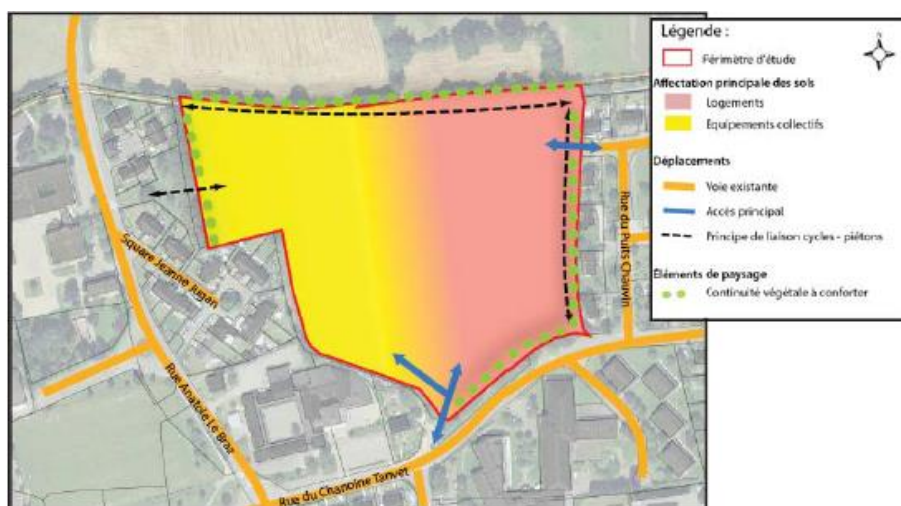 Légende :
Périmètre d'étude
Affectation principale des sols
Logements
Equipements collectifs
Déplacements
Voie existante
Accès principal
Principe de liaison cycles - piétons
Éléments de paysage
Continuité végétale à conforter
Rue du Puits Chauvin
Square Jeanne Jugan
Rue Anatole Le Braz
Rue du Chanoine Tanvet